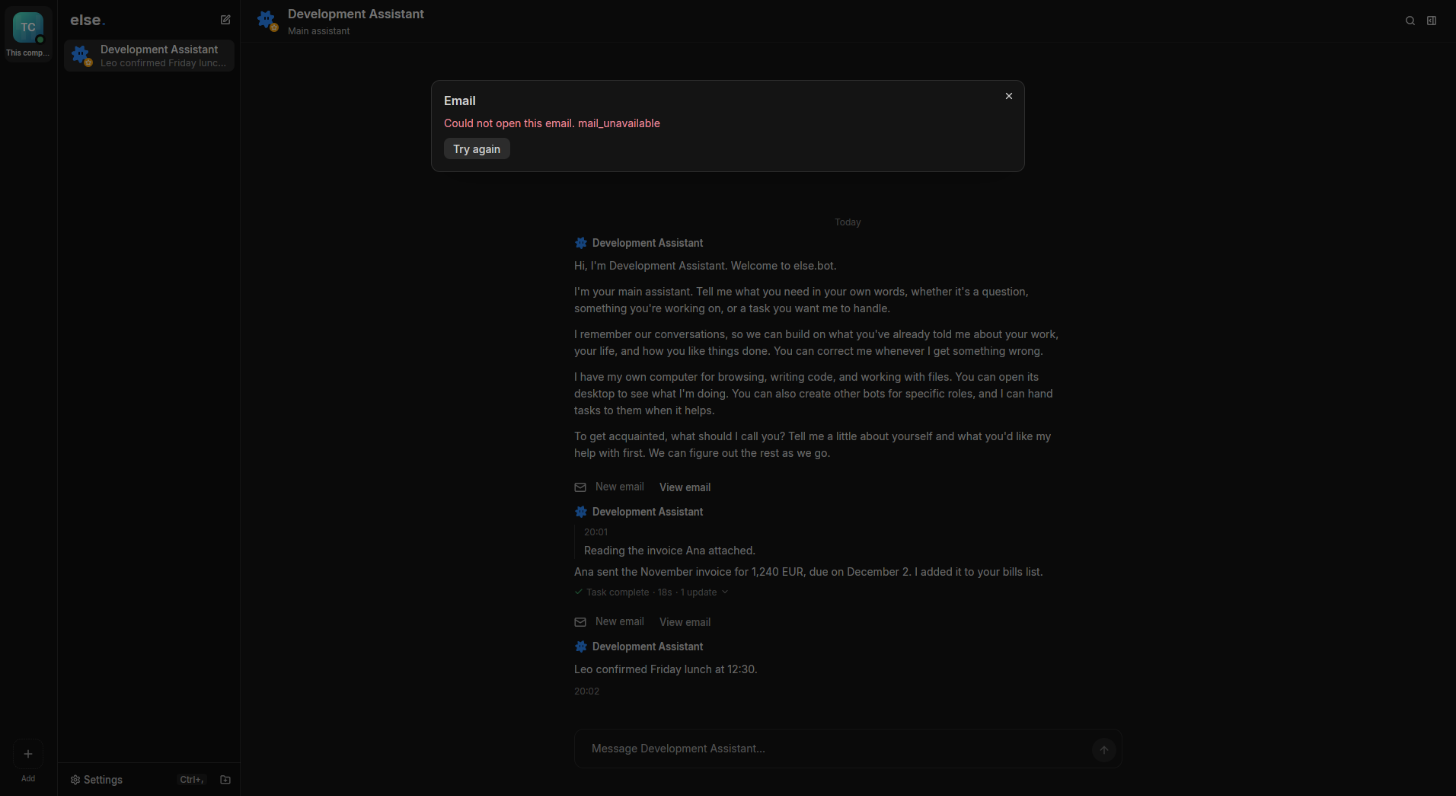 TC
This comp...
else.
Development Assistant
Leo confirmed Friday lunc...
Development Assistant
Main assistant
Email
Could not open this email. mail_unavailable
Try again
Today
Development Assistant
Hi, I'm Development Assistant. Welcome to else.bot.
I'm your main assistant. Tell me what you need in your own words, whether it's a question,
something you're working on, or a task you want me to handle.
I remember our conversations, so we can build on what you've already told me about your work,
your life, and how you like things done. You can correct me whenever I get something wrong.
I have my own computer for browsing, writing code, and working with files. You can open its
desktop to see what I'm doing. You can also create other bots for specific roles, and I can hand
tasks to them when it helps.
To get acquainted, what should I call you? Tell me a little about yourself and what you'd like my
help with first. We can figure out the rest as we go.
New email View email
Development Assistant
20:01
Reading the invoice Ana attached.
Ana sent the November invoice for 1,240 EUR, due on December 2. I added it to your bills list.
Task complete · 18s · 1 update
New email View email
Development Assistant
Leo confirmed Friday lunch at 12:30.
20:02
Message Development Assistant...
Add
Settings Ctrl+,